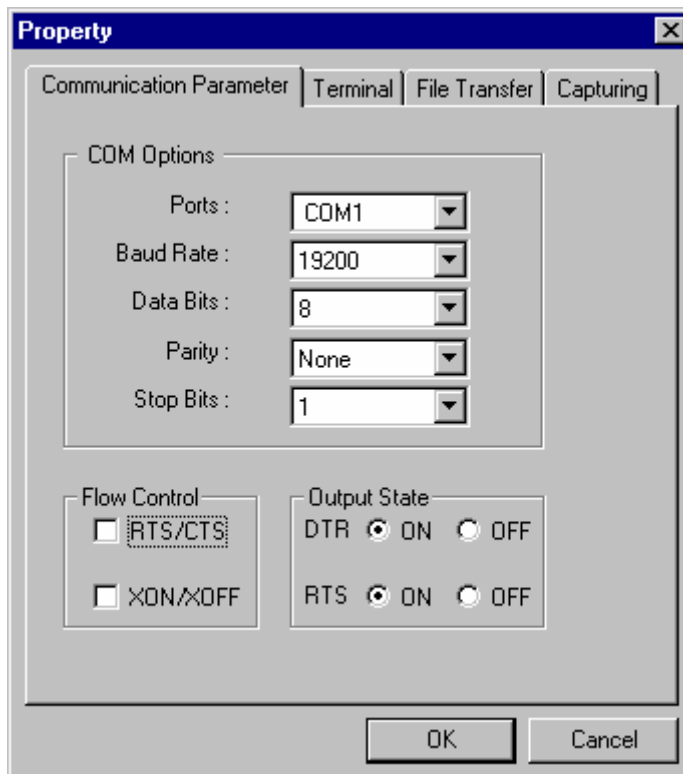 Property
Communication Parameter Terminal File Transfer Capturing
COM Options
Ports : COM1
Baud Rate : 19200
Data Bits : 8
Parity : None
Stop Bits : 1
Flow Control
RTS/CTS
XON/XOFF
Output State
DTR ON OFF
RTS ON OFF
OK Cancel